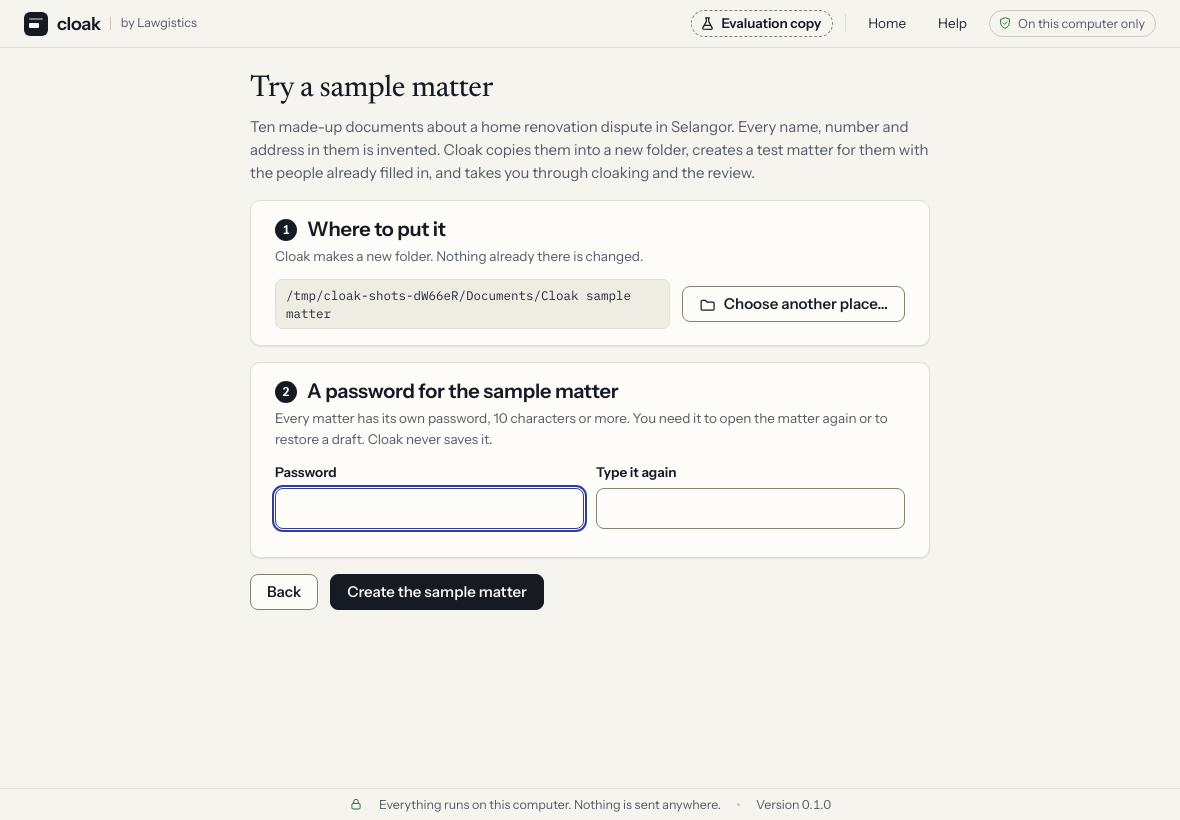 cloak by Lawgistics
Evaluation copy
Home
Help
On this computer only
Try a sample matter
Ten made-up documents about a home renovation dispute in Selangor. Every name, number and
address in them is invented. Cloak copies them into a new folder, creates a test matter for them with
the people already filled in, and takes you through cloaking and the review.
1 Where to put it
Cloak makes a new folder. Nothing already there is changed.
/tmp/cloak-shots-dW66eR/Documents/Cloak sample
matter
Choose another place...
2 A password for the sample matter
Every matter has its own password, 10 characters or more. You need it to open the matter again or to
restore a draft. Cloak never saves it.
Password
Type it again
Back
Create the sample matter
Everything runs on this computer. Nothing is sent anywhere. • Version 0.1.0